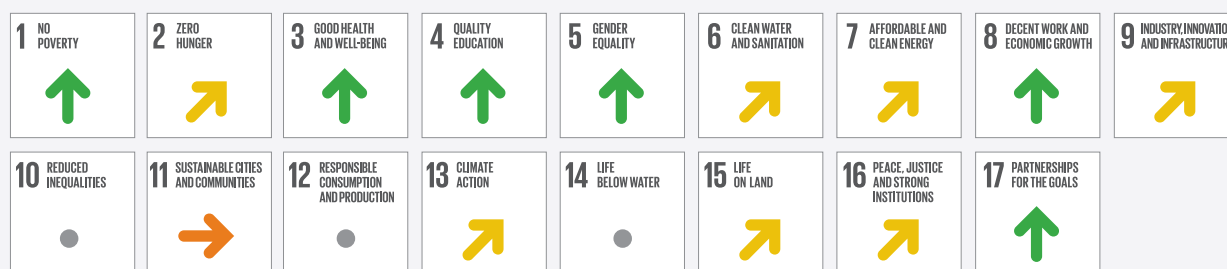 1 NO
POVERTY
2 ZERO
HUNGER
3 GOOD HEALTH
AND WELL-BEING
4 QUALITY
EDUCATION
5 GENDER
EQUALITY
6 CLEAN WATER
AND SANITATION
7 AFFORDABLE AND
CLEAN ENERGY
8 DECENT WORK AND
ECONOMIC GROWTH
9 INDUSTRY, INNOVATIO
AND INFRASTRUCTUR
10 REDUCED
INEQUALITIES
11 SUSTAINABLE CITIES
AND COMMUNITIES
12 RESPONSIBLE
CONSUMPTION
AND PRODUCTION
13 CLIMATE
ACTION
14 LIFE
BELOW WATER
15 LIFE
ON LAND
16 PEACE, JUSTICE
AND STRONG
INSTITUTIONS
17 PARTNERSHIPS
FOR THE GOALS